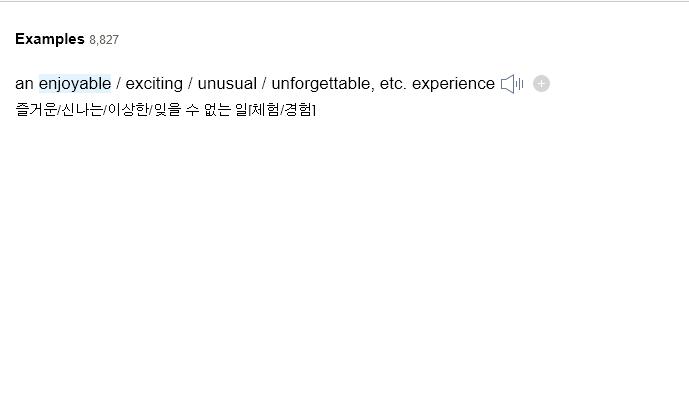 Examples 8,827
an enjoyable / exciting / unusual / unforgettable, etc. experience
즐거운/신나는/이상한/잊을 수 없는 일[체험/경험]